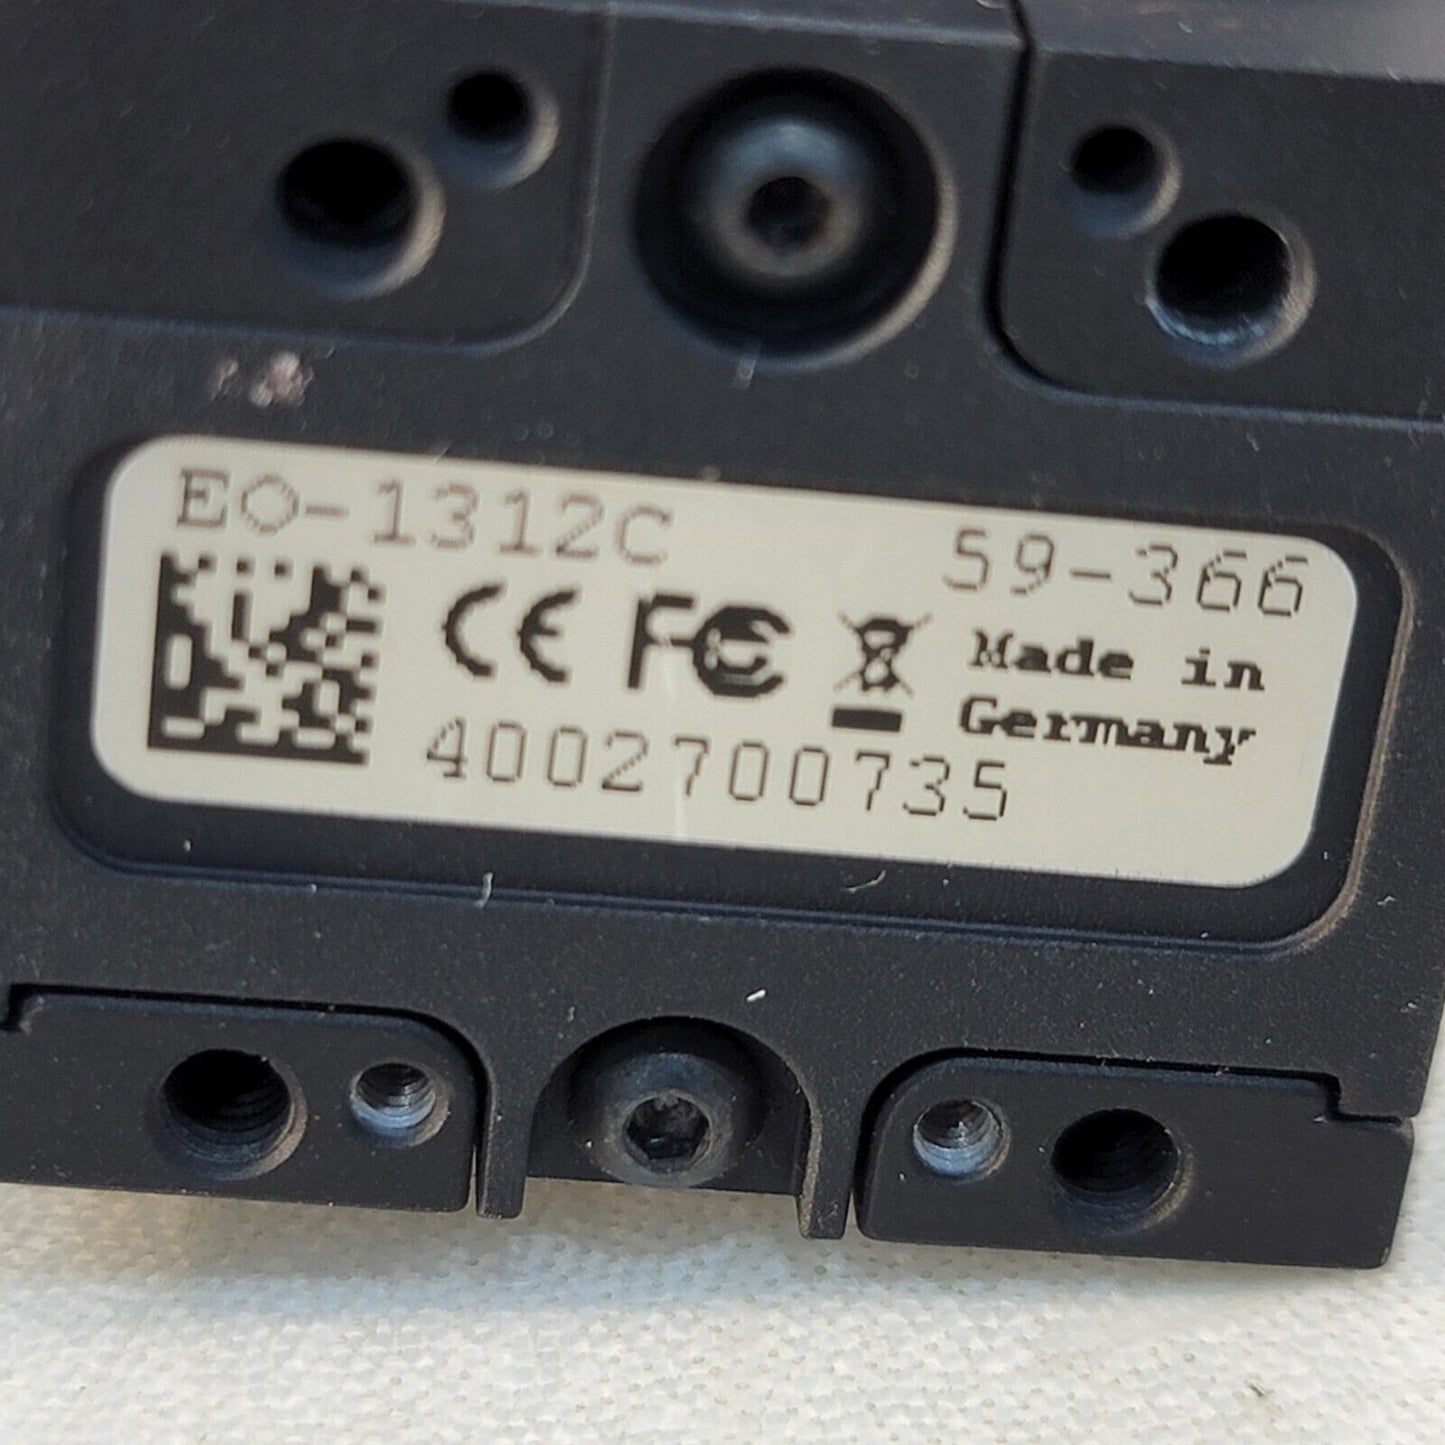 EO-1312C 59-366
CE FC Made in
Germany
4002700735